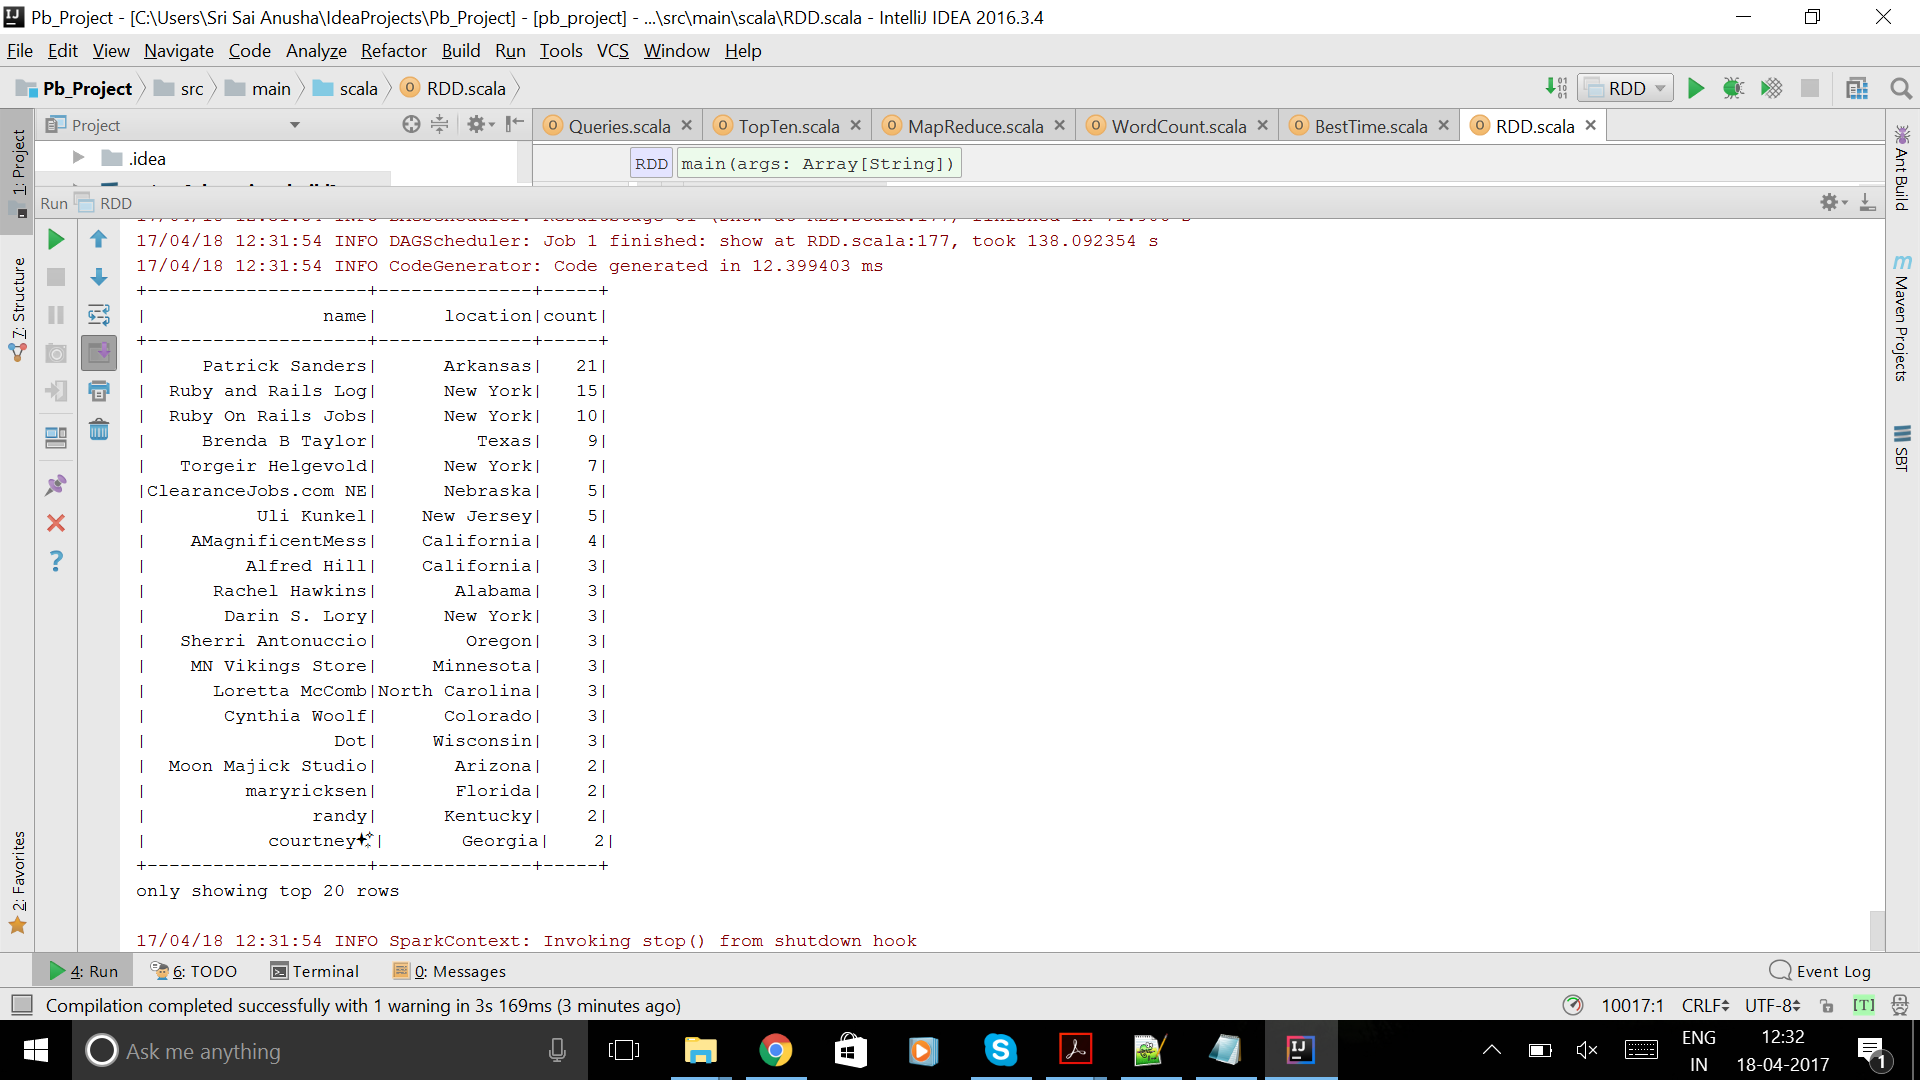 Pb_Project - [C:\Users\Sri Sai Anusha\IdeaProjects\Pb_Project] - [pb_project] - ...\src\main\scala\RDD.scala - IntelliJ IDEA 2016.3.4
File Edit View Navigate Code Analyze Refactor Build Run Tools VCS Window Help
Pb_Project src main scala RDD.scala RDD
Project Queries.scala TopTen.scala MapReduce.scala WordCount.scala BestTime.scala RDD.scala
.idea
RDD main(args: Array[String])
Run RDD
17/04/18 12:31:54 INFO DAGScheduler: Job 1 finished: show at RDD.scala:177, took 138.092354 s
17/04/18 12:31:54 INFO CodeGenerator: Code generated in 12.399403 ms
+--------------------+--------------+-----+
|                name|      location|count|
+--------------------+--------------+-----+
|     Patrick Sanders|      Arkansas|   21|
|  Ruby and Rails Log|      New York|   15|
|  Ruby On Rails Jobs|      New York|   10|
|     Brenda B Taylor|         Texas|    9|
|   Torgeir Helgevold|      New York|    7|
|ClearanceJobs.com NE|      Nebraska|    5|
|          Uli Kunkel|    New Jersey|    5|
|    AMagnificentMess|    California|    4|
|         Alfred Hill|    California|    3|
|      Rachel Hawkins|       Alabama|    3|
|       Darin S. Lory|      New York|    3|
|   Sherri Antonuccio|        Oregon|    3|
|    MN Vikings Store|     Minnesota|    3|
|      Loretta McComb|North Carolina|    3|
|       Cynthia Woolf|      Colorado|    3|
|                 Dot|     Wisconsin|    3|
|  Moon Majick Studio|       Arizona|    2|
|         maryricksen|       Florida|    2|
|               randy|      Kentucky|    2|
|           courtney✨|       Georgia|    2|
+--------------------+--------------+-----+
only showing top 20 rows
17/04/18 12:31:54 INFO SparkContext: Invoking stop() from shutdown hook
1: Project
7: Structure
2: Favorites
Ant Build
m
Maven Projects
SBT
4: Run 6: TODO Terminal 0: Messages Event Log
Compilation completed successfully with 1 warning in 3s 169ms (3 minutes ago) 10017:1 CRLF UTF-8 [T]
Ask me anything
ENG 12:32
IN 18-04-2017 1